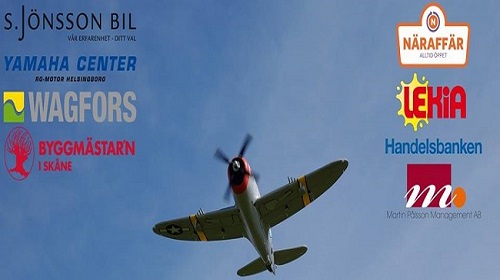 S.JÖNSSON BIL
VÅR ERFARENHET - DITT VAL
YAMAHA CENTER
RO-MOTOR HELSINGBORG
WAGFORS
BYGGMÄSTAR'N
I SKÅNE
NÄRAFFÄR
ALLTID ÖPPET
LEKiA
Handelsbanken
m
Martin Pålsson Management AB